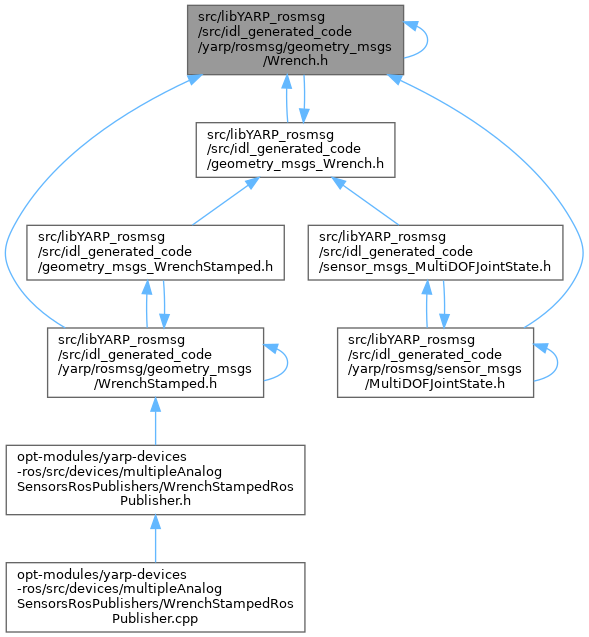 src/libYARP_rosmsg
/src/idl_generated_code
/yarp/rosmsg/geometry_msgs
/Wrench.h
src/libYARP_rosmsg
/src/idl_generated_code
/geometry_msgs_Wrench.h
src/libYARP_rosmsg
/src/idl_generated_code
/geometry_msgs_WrenchStamped.h
src/libYARP_rosmsg
/src/idl_generated_code
/sensor_msgs_MultiDOFJointState.h
src/libYARP_rosmsg
/src/idl_generated_code
/yarp/rosmsg/geometry_msgs
/WrenchStamped.h
src/libYARP_rosmsg
/src/idl_generated_code
/yarp/rosmsg/sensor_msgs
/MultiDOFJointState.h
opt-modules/yarp-devices
-ros/src/devices/multipleAnalog
SensorsRosPublishers/WrenchStampedRos
Publisher.h
opt-modules/yarp-devices
-ros/src/devices/multipleAnalog
SensorsRosPublishers/WrenchStampedRos
Publisher.cpp